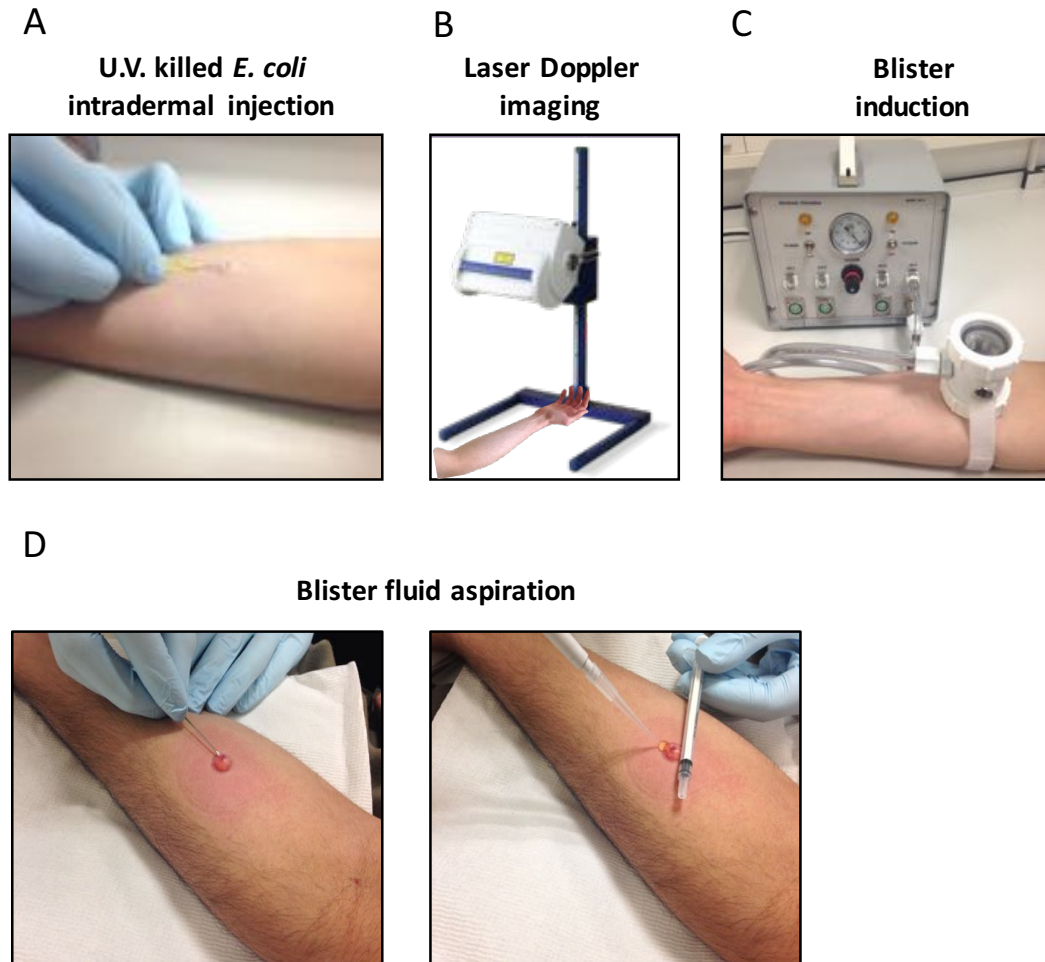 A
U.V. killed E. coli
intradermal injection
B
Laser Doppler
imaging
C
Blister
induction
D
Blister fluid aspiration